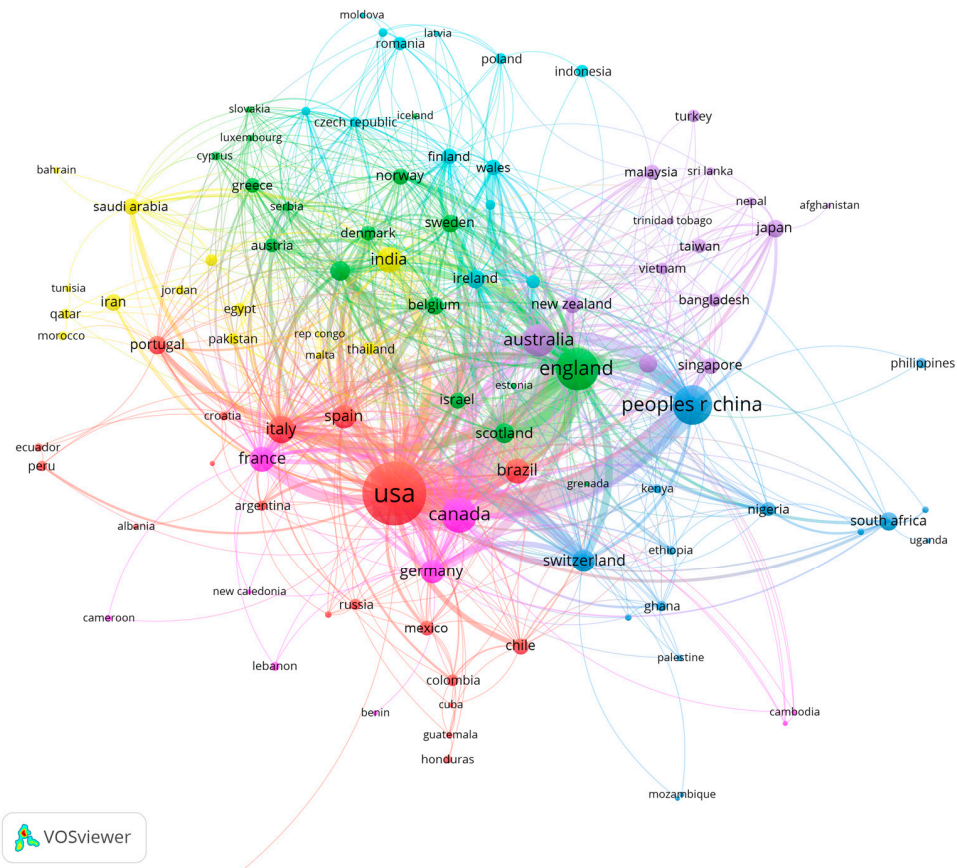 moldova
latvia
romania
poland
indonesia
slovakia
iceland
czech republic
turkey
luxembourg
cyprus
finland
wales
bahrain
norway
malaysia
sri lanka
greece
saudi arabia
serbia
nepal
afghanistan
sweden
trinidad tobago
japan
denmark
austria
taiwan
india
vietnam
ireland
tunisia
jordan
iran
qatar
egypt
belgium
new zealand
bangladesh
morocco
portugal
pakistan
rep congo
malta
thailand
australia
england
singapore
philippines
estonia
israel
peoples r china
croatia
spain
italy
scotland
ecuador
peru
france
brazil
usa
grenada
kenya
argentina
canada
nigeria
albania
south africa
uganda
ethiopia
switzerland
germany
new caledonia
russia
ghana
cameroon
mexico
chile
lebanon
palestine
colombia
cuba
benin
cambodia
guatemala
honduras
mozambique
VOSviewer